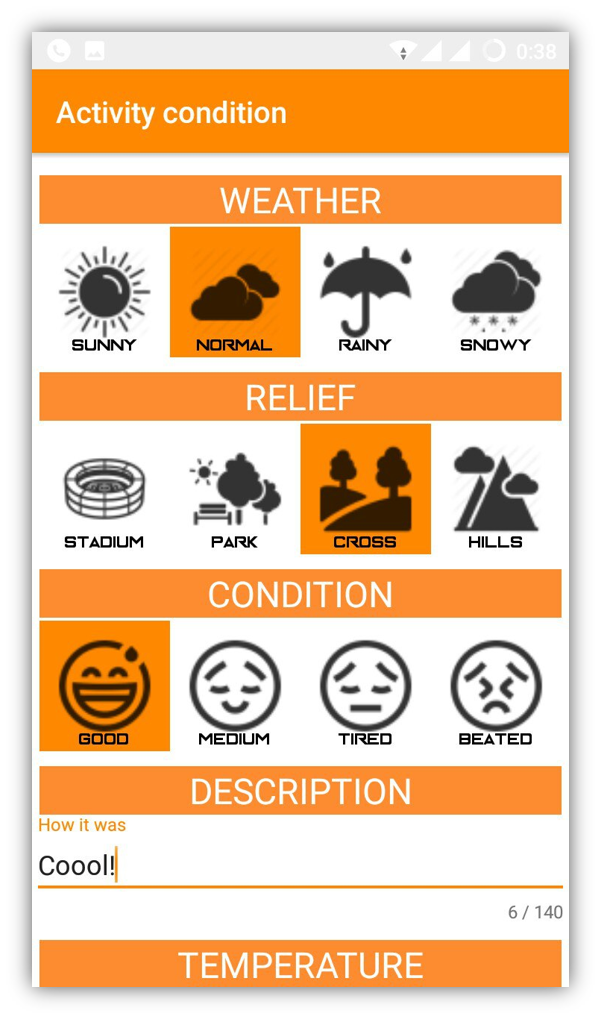 0:38
Activity condition
WEATHER
SUNNY NORMAL RAINY SNOWY
RELIEF
STADIUM PARK CROSS HILLS
CONDITION
GOOD MEDIUM TIRED BEATED
DESCRIPTION
How it was
Coool!
6 / 140
TEMPERATURE